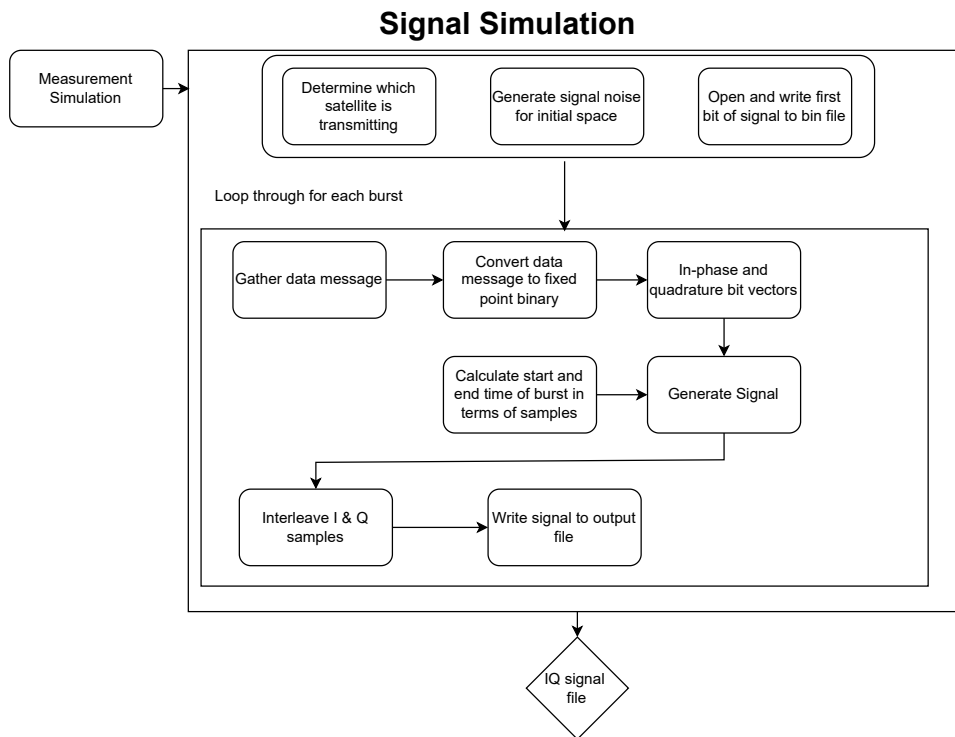 Signal Simulation
Measurement
Simulation
Determine which
satellite is
transmitting
Generate signal noise
for initial space
Open and write first
bit of signal to bin file
Loop through for each burst
Gather data message
Convert data
message to fixed
point binary
In-phase and
quadrature bit vectors
Calculate start and
end time of burst in
terms of samples
Generate Signal
Interleave I & Q
samples
Write signal to output
file
IQ signal
file